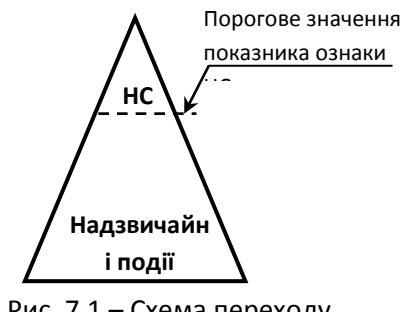 Порогове значення
показника ознаки
НС
Надзвичайн
і події
Рис. 7.1 – Схема переходу